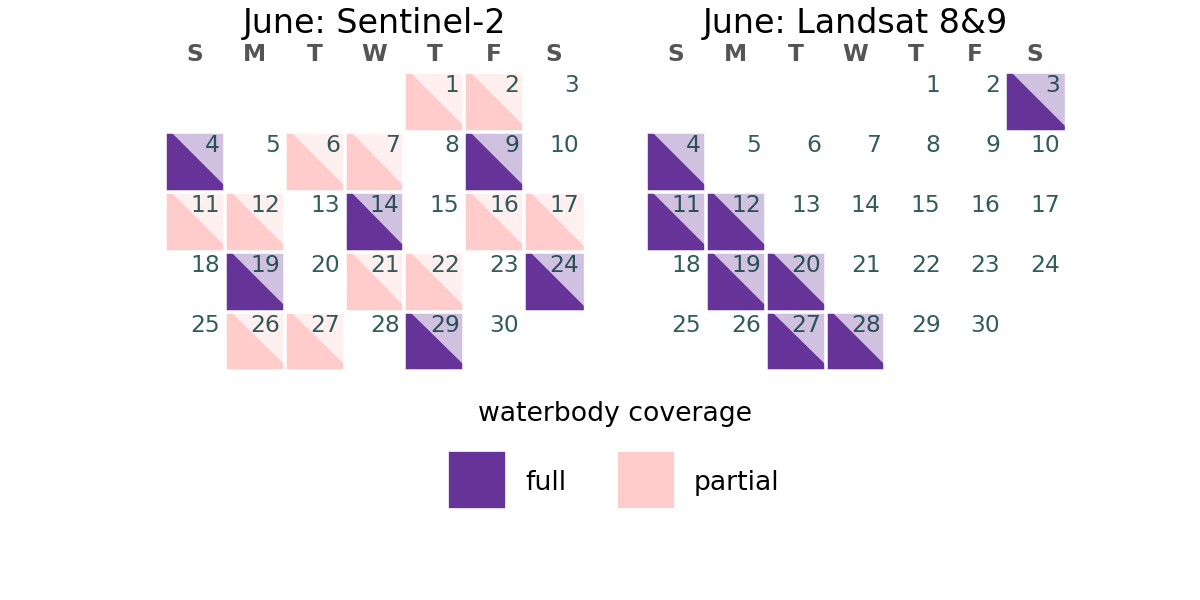 June: Sentinel-2
S M T W T F S
1 2 3
4 5 6 7 8 9 10
11 12 13 14 15 16 17
18 19 20 21 22 23 24
25 26 27 28 29 30
June: Landsat 8&9
S M T W T F S
1 2 3
4 5 6 7 8 9 10
11 12 13 14 15 16 17
18 19 20 21 22 23 24
25 26 27 28 29 30
waterbody coverage
full partial